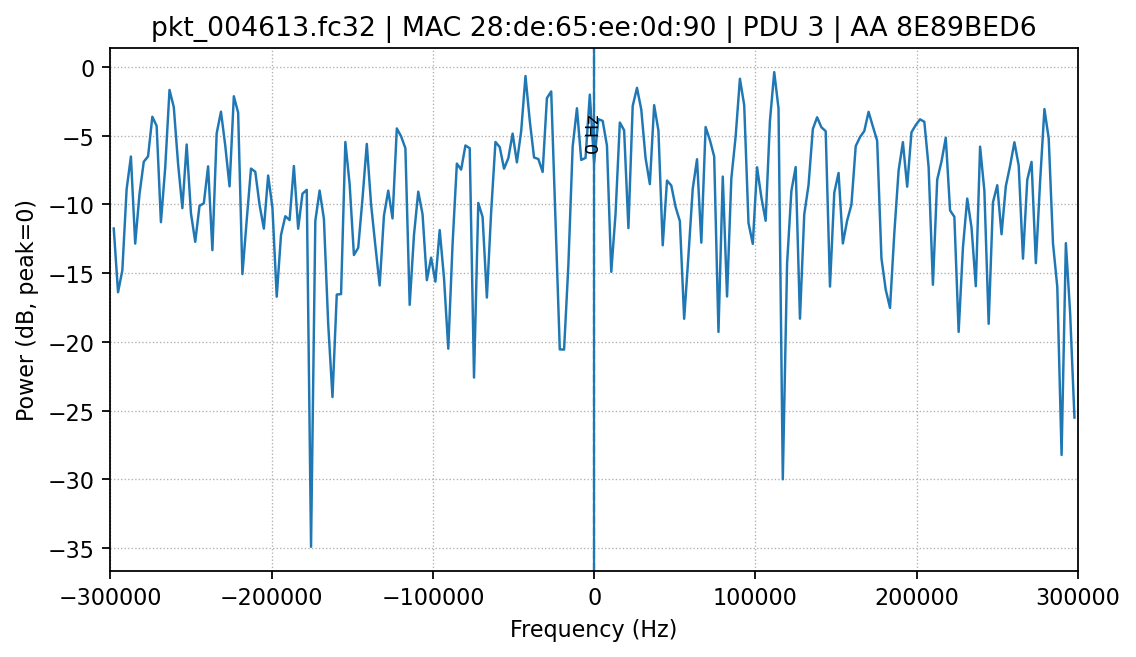 pkt_004613.fc32 | MAC 28:de:65:ee:0d:90 | PDU 3 | AA 8E89BED6
Power (dB, peak=0)
0
−5
−10
−15
−20
−25
−30
−35
0 Hz
−300000 −200000 −100000 0 100000 200000 300000
Frequency (Hz)